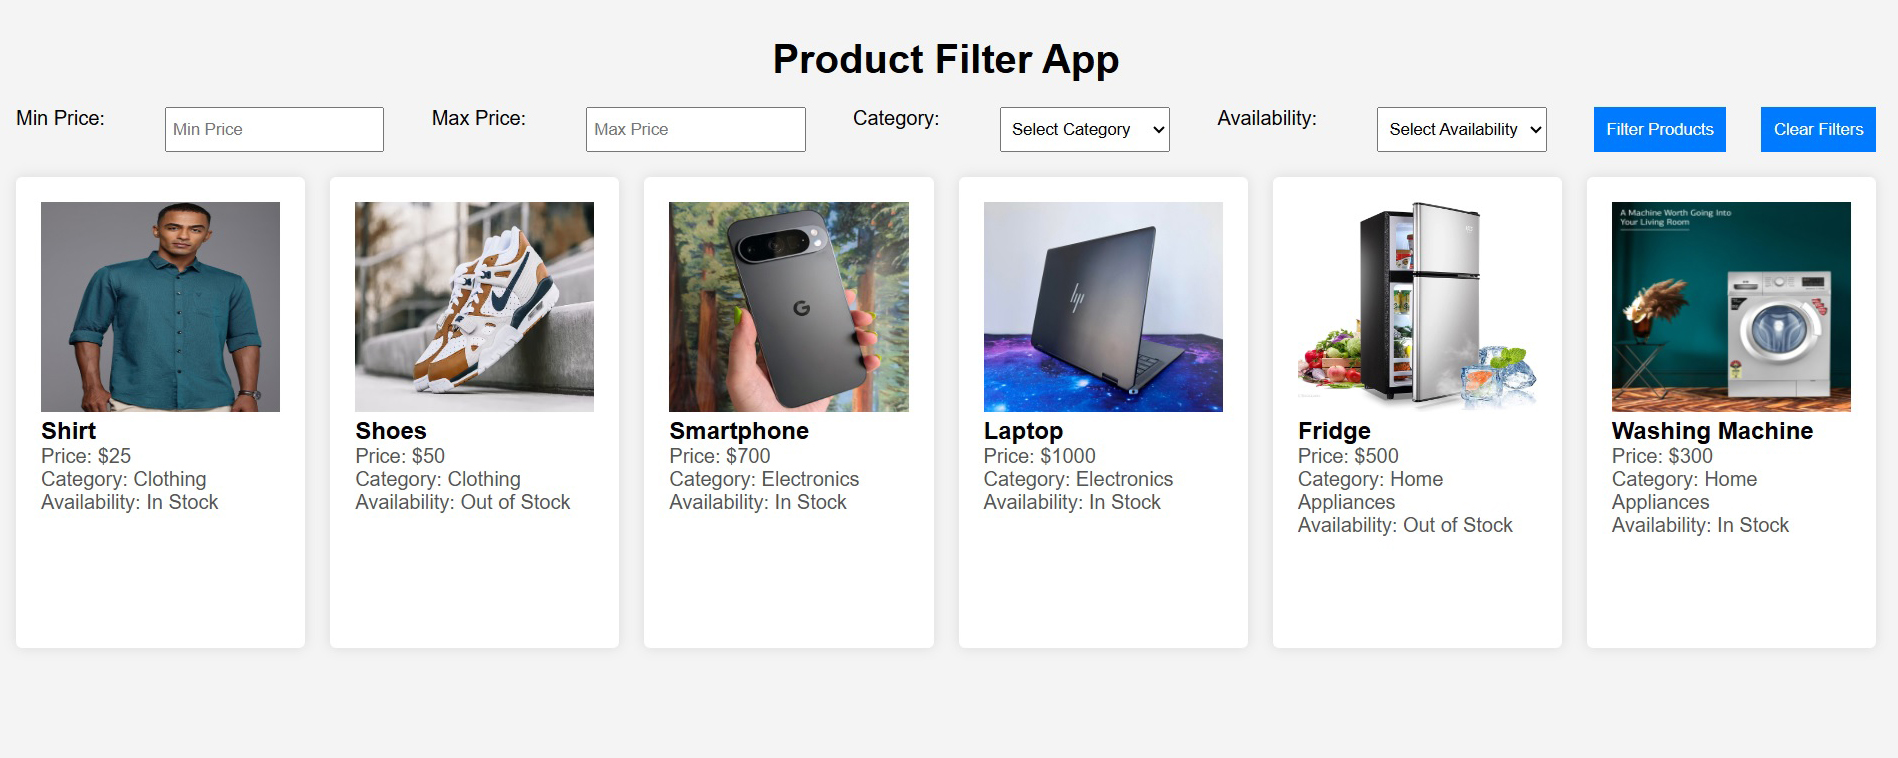 Product Filter App
Min Price:
Min Price
Max Price:
Max Price
Category:
Select Category
Availability:
Select Availability
Filter Products
Clear Filters
G
hp
A Machine Worth Going Into
Your Living Room
Shirt
Price: $25
Category: Clothing
Availability: In Stock
Shoes
Price: $50
Category: Clothing
Availability: Out of Stock
Smartphone
Price: $700
Category: Electronics
Availability: In Stock
Laptop
Price: $1000
Category: Electronics
Availability: In Stock
Fridge
Price: $500
Category: Home
Appliances
Availability: Out of Stock
Washing Machine
Price: $300
Category: Home
Appliances
Availability: In Stock